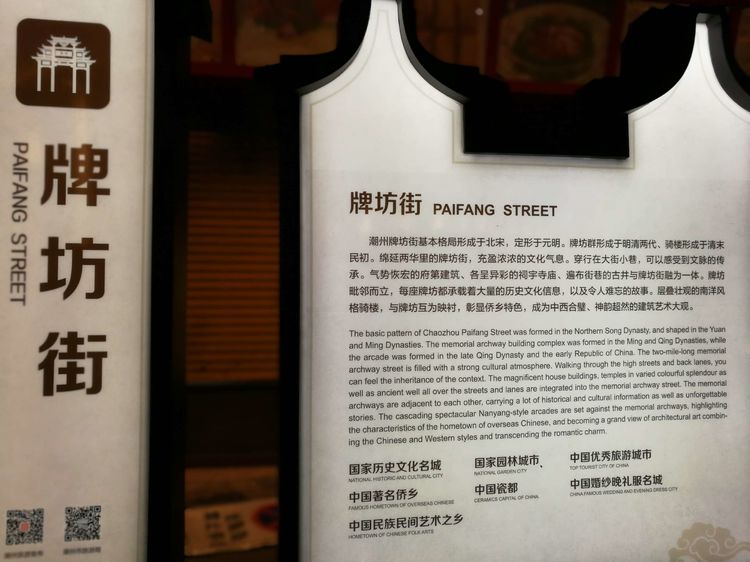 牌坊街
PAIFANG STREET
牌坊街 PAIFANG STREET
潮州牌坊街基本格局形成于北宋，定形于元明。牌坊群形成于明清两代、骑楼形成于清末
民初。绵延两华里的牌坊街，充盈浓浓的文化气息。穿行在大街小巷，可以感受到文脉的传
承。气势恢宏的府第建筑、各呈异彩的祠宇寺庙、遍布街巷的古井与牌坊街融为一体。牌坊
毗邻而立，每座牌坊都承载着大量的历史文化信息，以及令人难忘的故事。层叠壮观的南洋风
格骑楼，与牌坊互为映衬，彰显侨乡特色，成为中西合璧、神韵超然的建筑艺术大观。
The basic pattern of Chaozhou Paifang Street was formed in the Northern Song Dynasty, and shaped in the Yuan
and Ming Dynasties. The memorial archway building complex was formed in the Ming and Qing Dynasties, while
the arcade was formed in the late Qing Dynasty and the early Republic of China. The two-mile-long memorial
archway street is filled with a strong cultural atmosphere. Walking through the high streets and back lanes, you
can feel the inheritance of the context. The magnificent house buildings, temples in varied colourful splendour as
well as ancient well all over the streets and lanes are integrated into the memorial archway street. The memorial
archways are adjacent to each other, carrying a lot of historical and cultural information as well as unforgettable
stories. The cascading spectacular Nanyang-style arcades are set against the memorial archways, highlighting
the characteristics of the hometown of overseas Chinese, and becoming a grand view of architectural art combin-
ing the Chinese and Western styles and transcending the romantic charm.
国家历史文化名城 国家园林城市、 中国优秀旅游城市
NATIONAL HISTORIC AND CULTURAL CITY NATIONAL GARDEN CITY TOP TOURIST CITY OF CHINA
中国著名侨乡 中国瓷都 中国婚纱晚礼服名城
FAMOUS HOMETOWN OF OVERSEAS CHINESE CERAMICS CAPITAL OF CHINA CHINA FAMOUS WEDDING AND EVENING DRESS CITY
中国民族民间艺术之乡
HOMETOWN OF CHINESE FOLK ARTS